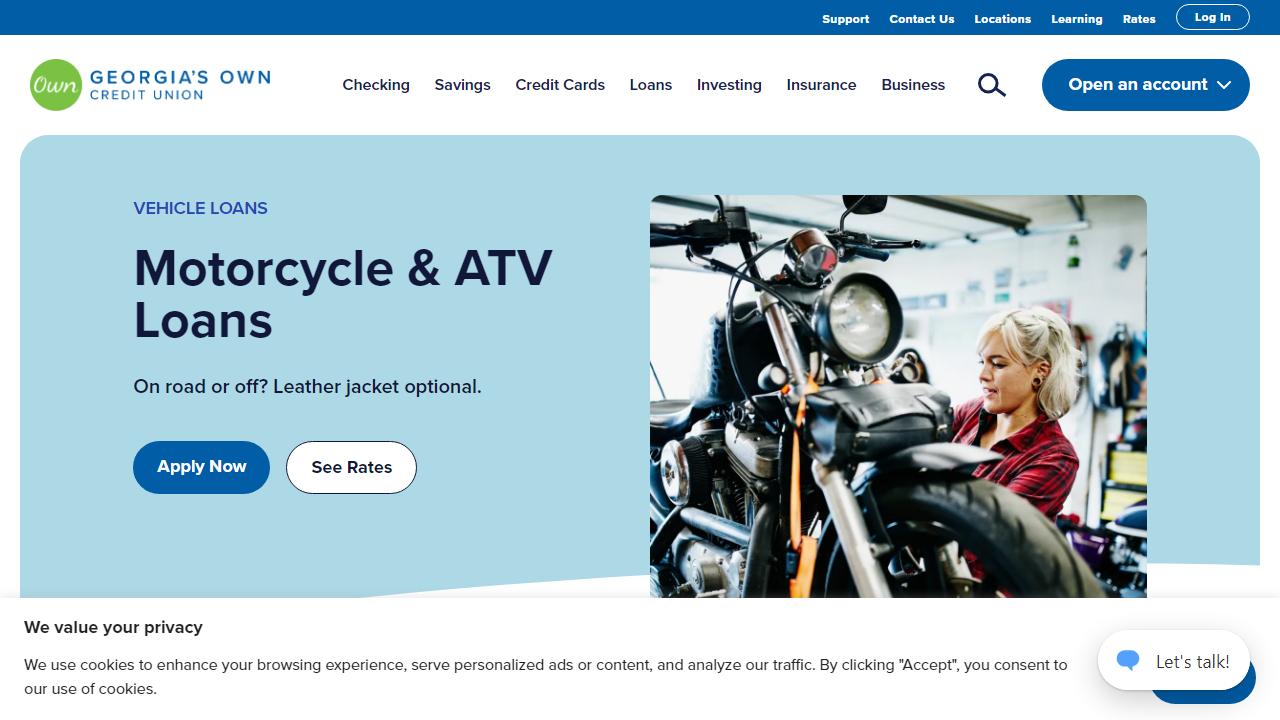 Support Contact Us Locations Learning Rates Log In
Own GEORGIA'S OWN
CREDIT UNION
Checking Savings Credit Cards Loans Investing Insurance Business Open an account
VEHICLE LOANS
Motorcycle & ATV
Loans
On road or off? Leather jacket optional.
Apply Now See Rates
We value your privacy
We use cookies to enhance your browsing experience, serve personalized ads or content, and analyze our traffic. By clicking "Accept", you consent to
our use of cookies.
Let's talk!